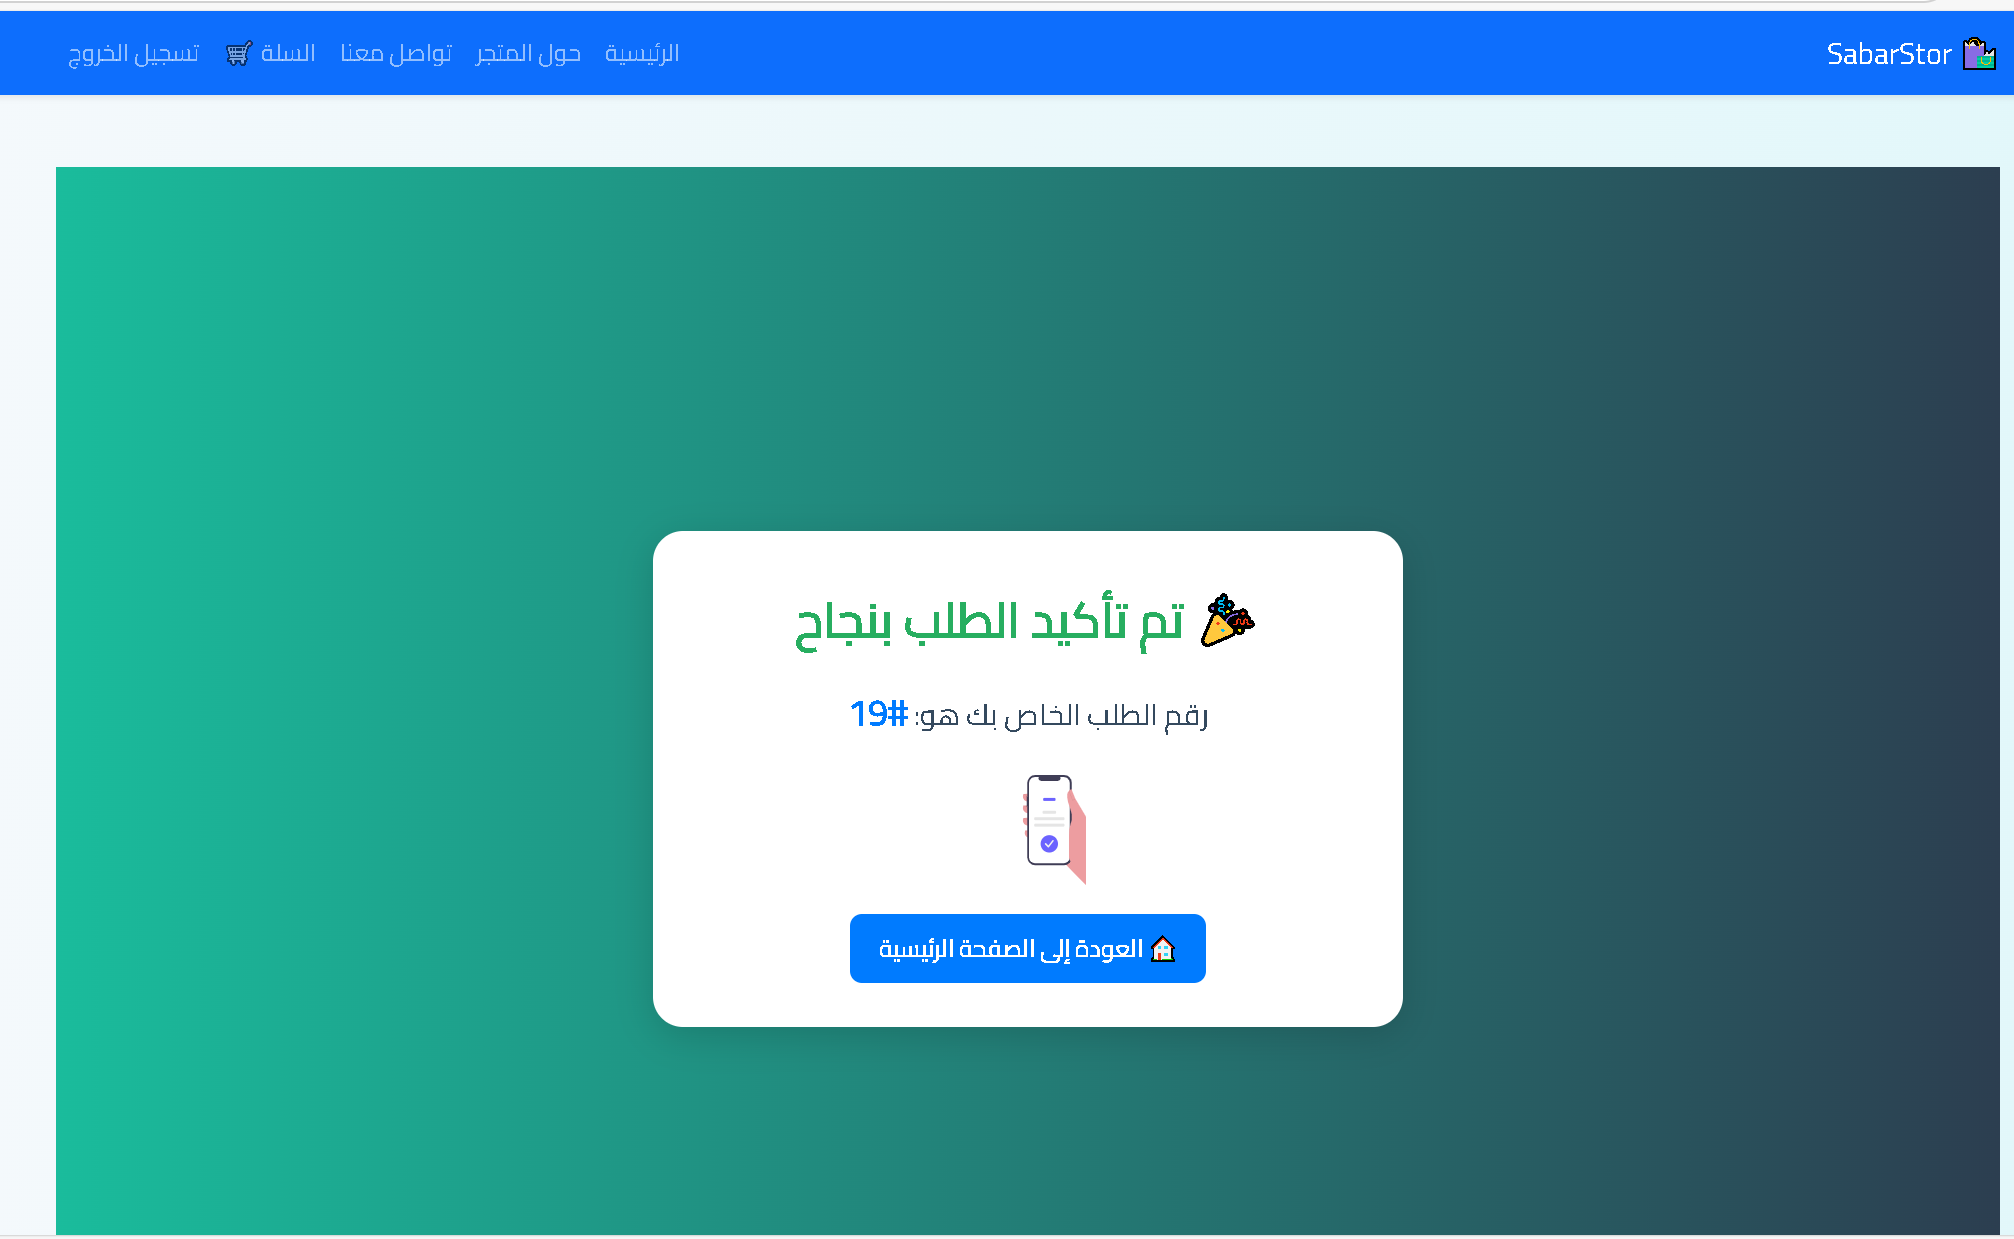 SabarStor
الرئيسية
حول المتجر
تواصل معنا
السلة
تسجيل الخروج
تم تأكيد الطلب بنجاح
رقم الطلب الخاص بك هو: #19
العودة إلى الصفحة الرئيسية